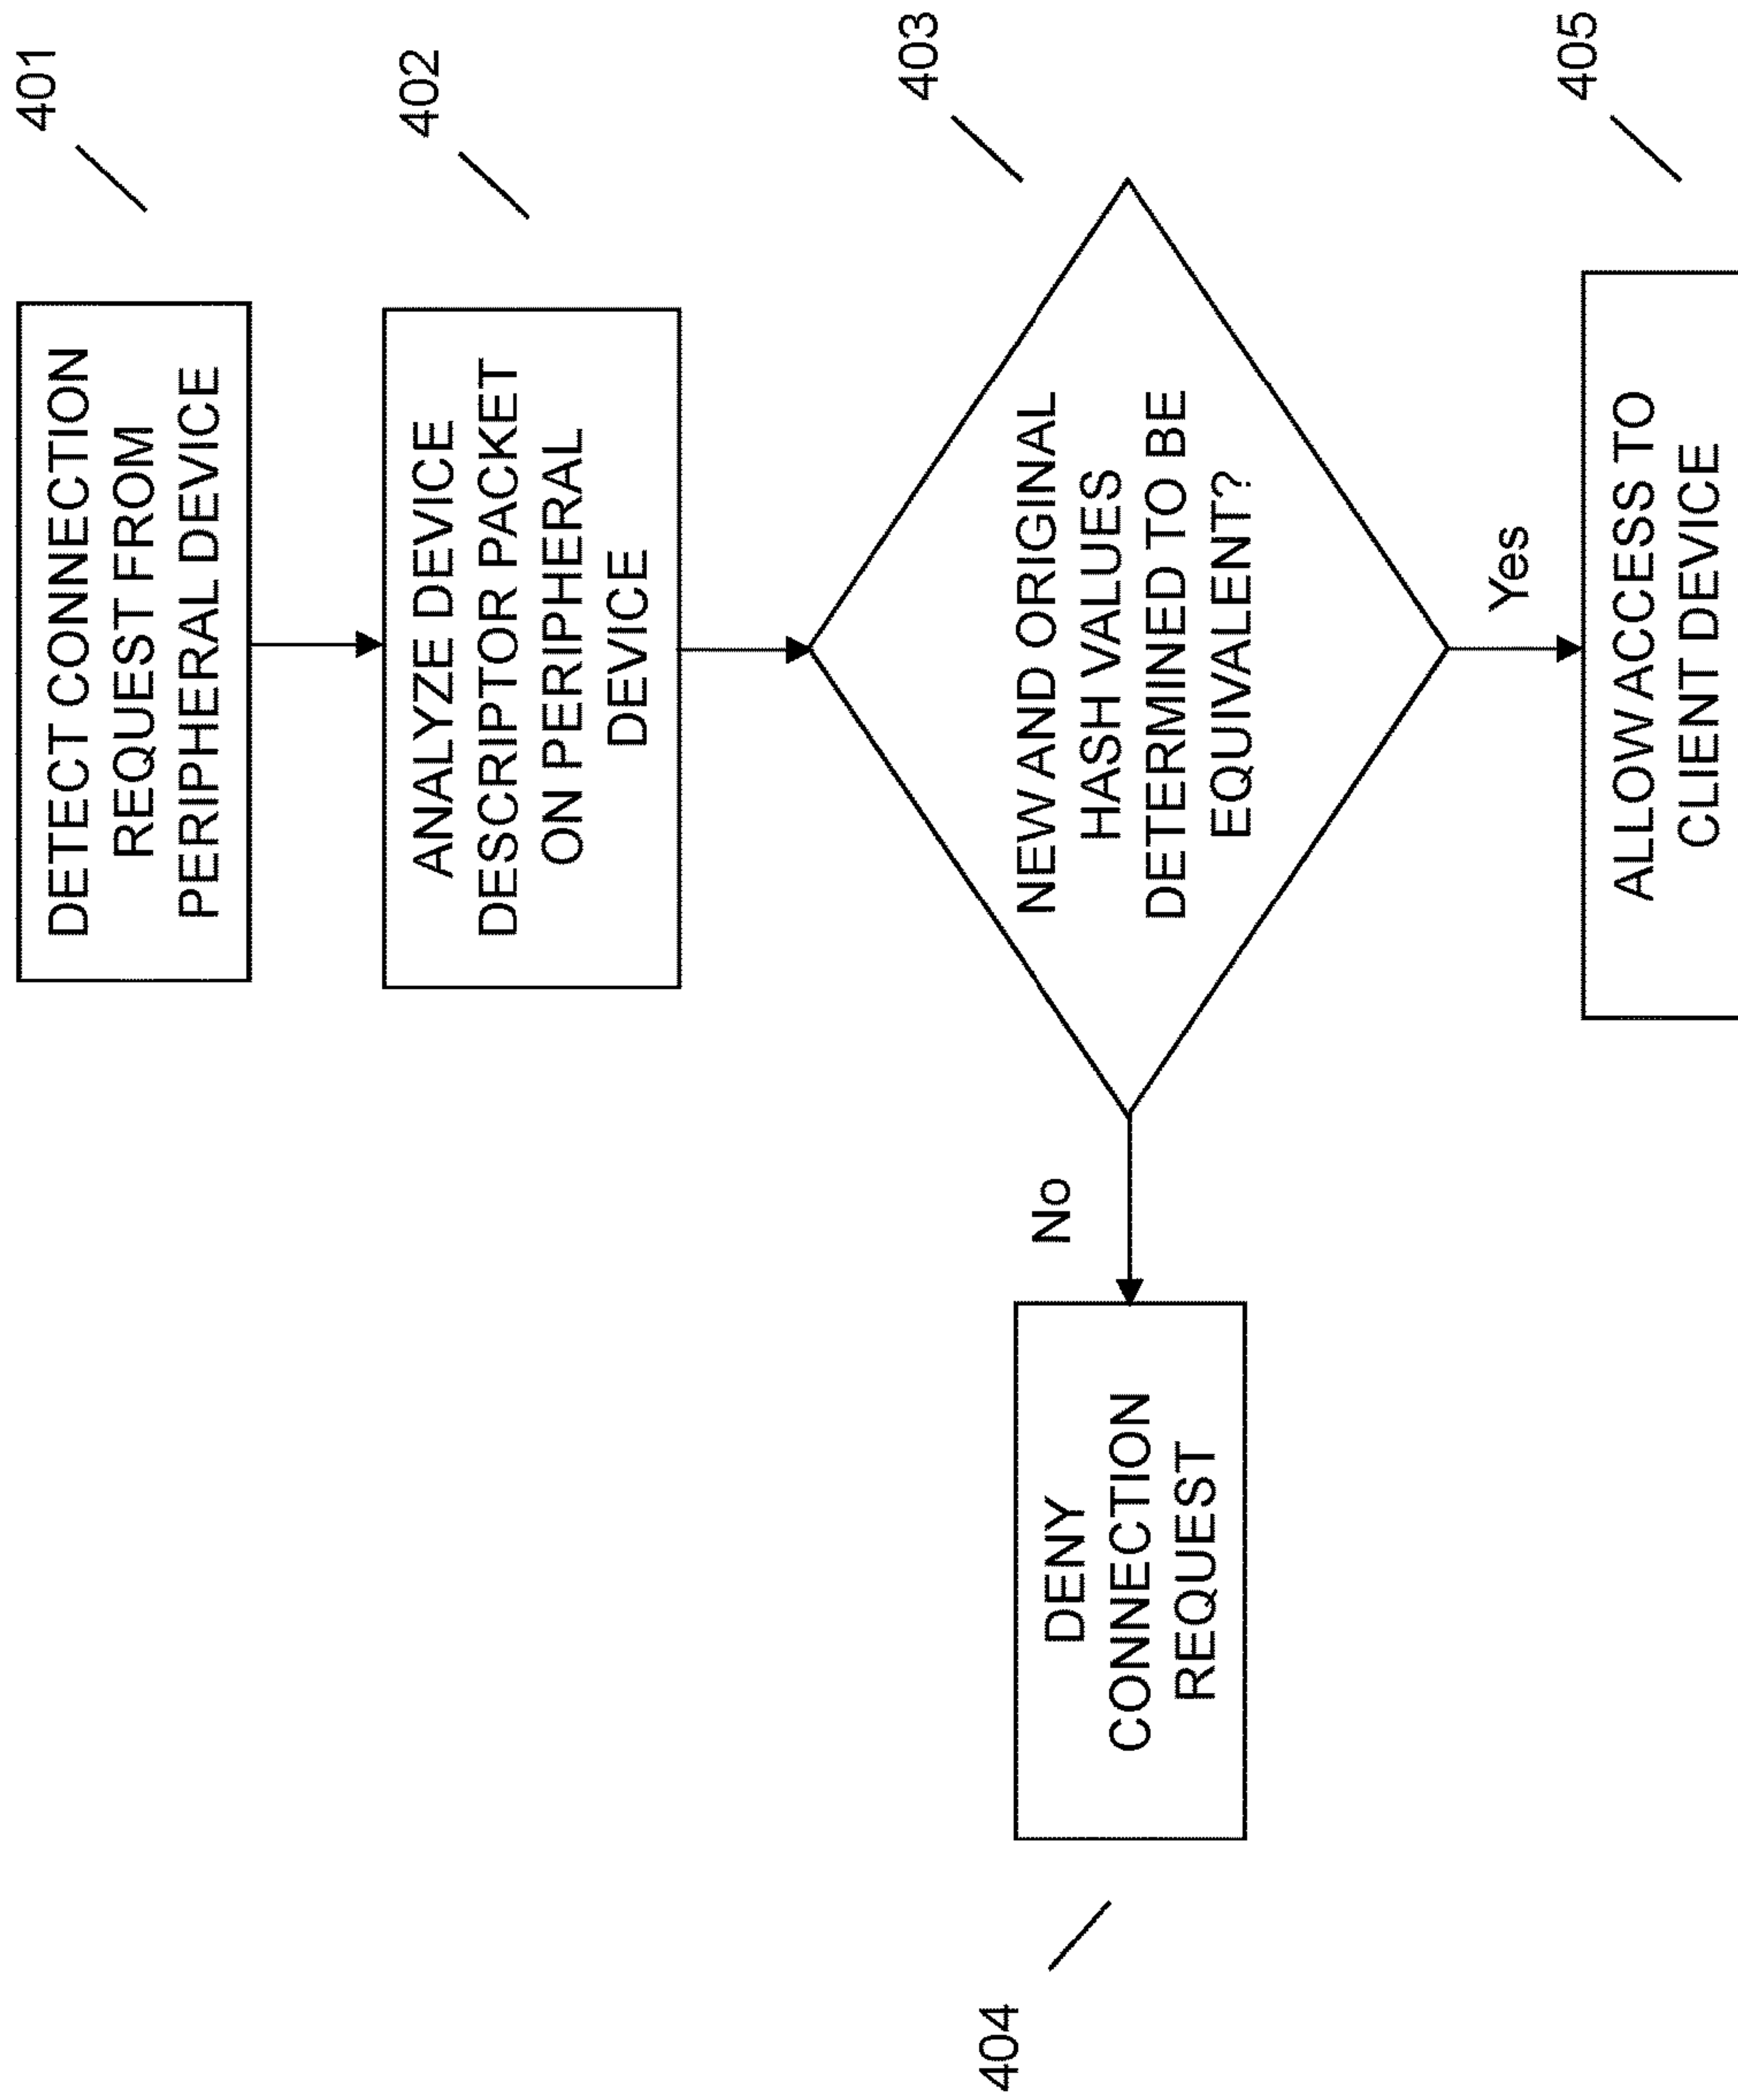 401
DETECT CONNECTION
REQUEST FROM
PERIPHERAL DEVICE
402
ANALYZE DEVICE
DESCRIPTOR PACKET
ON PERIPHERAL
DEVICE
403
NEW AND ORIGINAL
HASH VALUES
DETERMINED TO BE
EQUIVALENT?
No
404
DENY
CONNECTION
REQUEST
Yes
405
ALLOW ACCESS TO
CLIENT DEVICE